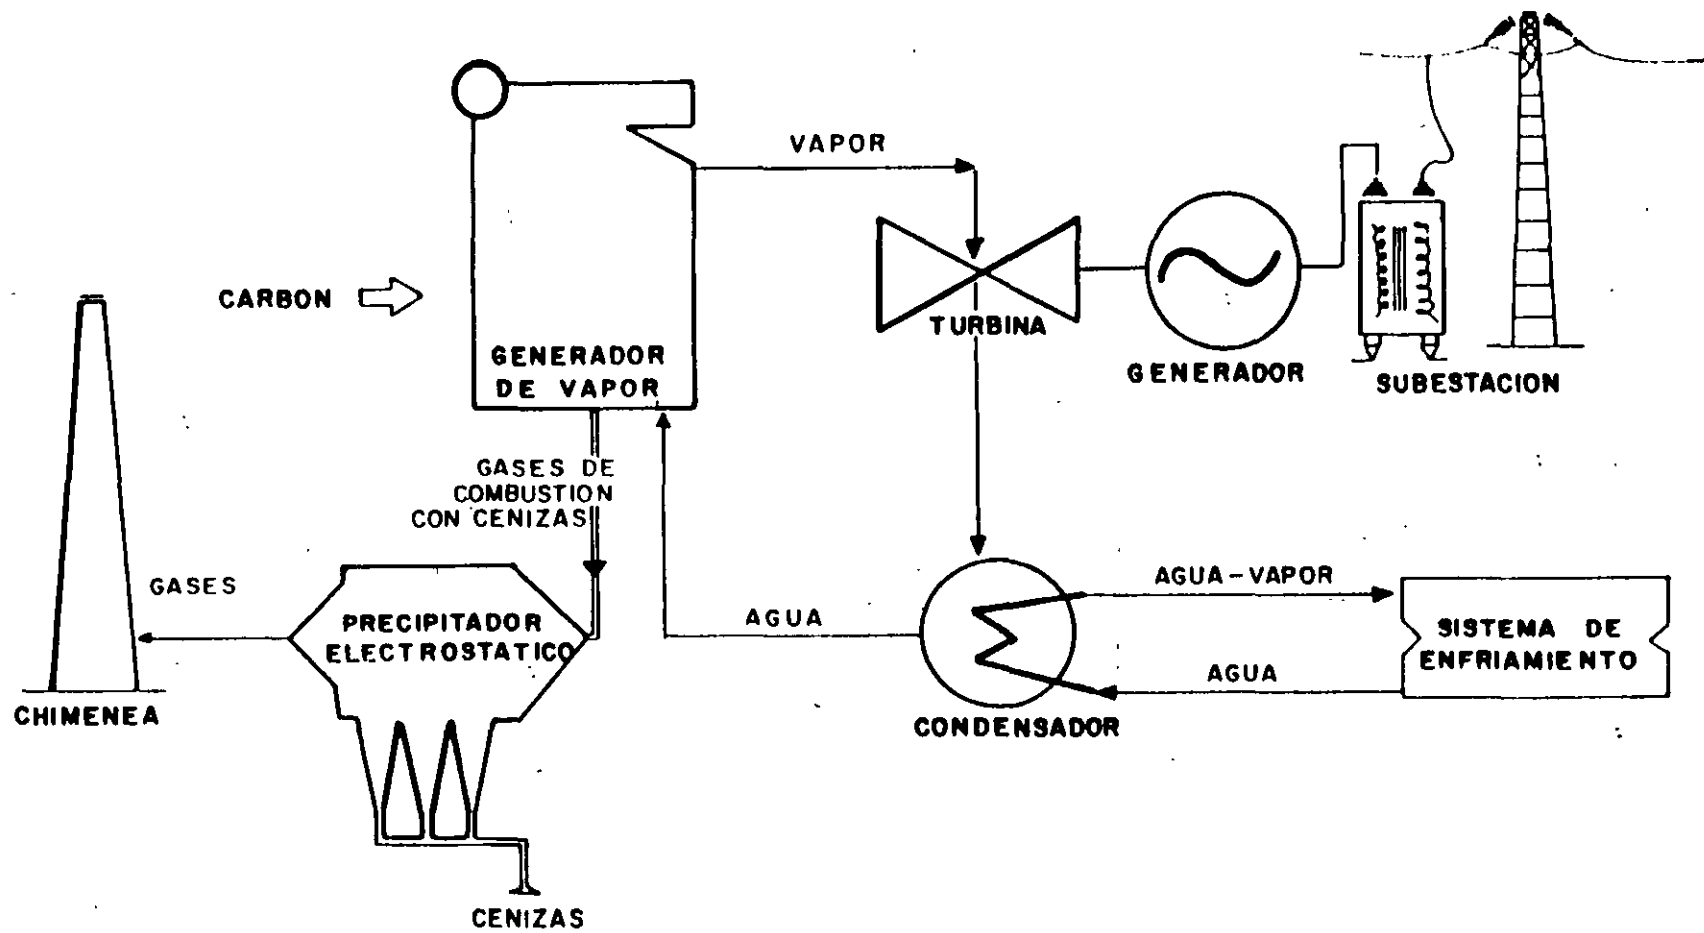 VAPOR
CARBON
GENERADOR
DE VAPOR
TURBINA
GENERADOR
SUBESTACION
GASES DE
COMBUSTION
CON CENIZAS
GASES
PRECIPITADOR
ELECTROSTATICO
CHIMENEA
CENIZAS
AGUA
CONDENSADOR
AGUA-VAPOR
AGUA
SISTEMA DE
ENFRIAMIENTO